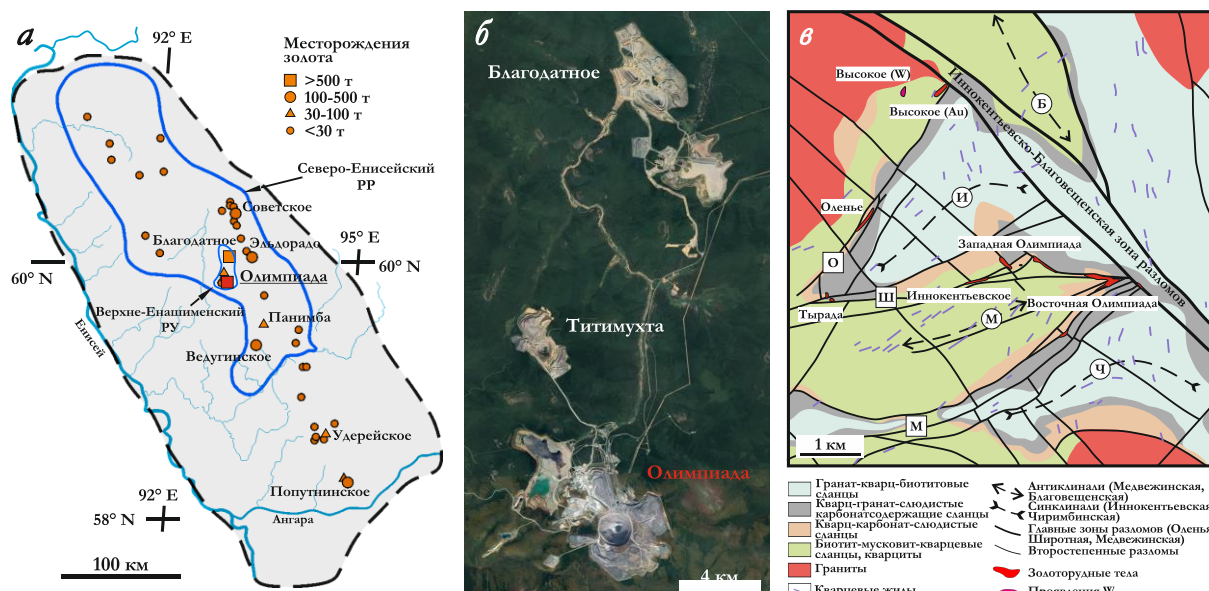 а
92° E
Месторождения
золота
>500 т
100-500 т
30-100 т
<30 т
Северо-Енисейский
РР
Советское
Благодатное
Эльдорадо
95° E
60° N
60° N
Олимпиада
Верхне-Енашименский
РУ
Панимба
Енисей
Ведугинское
Удерейское
Попутнинское
92° E
58° N
Ангара
100 км
б
Благодатное
Титимухта
Олимпиада
4 км
в
Высокое (W)
Высокое (Au)
Б
Иннокентьевско-Благовещенская зона разломов
И
Оленье
Западная Олимпиада
О
Ш
Иннокентьевское
Восточная Олимпиада
Тырада
М
Ч
М
1 км
Гранат-кварц-биотитовые
сланцы
Кварц-гранат-слюдистые
карбонатсодержащие сланцы
Кварц-карбонат-слюдистые
сланцы
Биотит-мусковит-кварцевые
сланцы, кварциты
Граниты
Кварцевые жилы
Антиклинали (Медвежинская,
Благовещенская)
Синклинали (Иннокентьевская
Чиримбинская)
Главные зоны разломов (Оленья
Широтная, Медвежинская)
Второстепенные разломы
Золоторудные тела
Проявления W